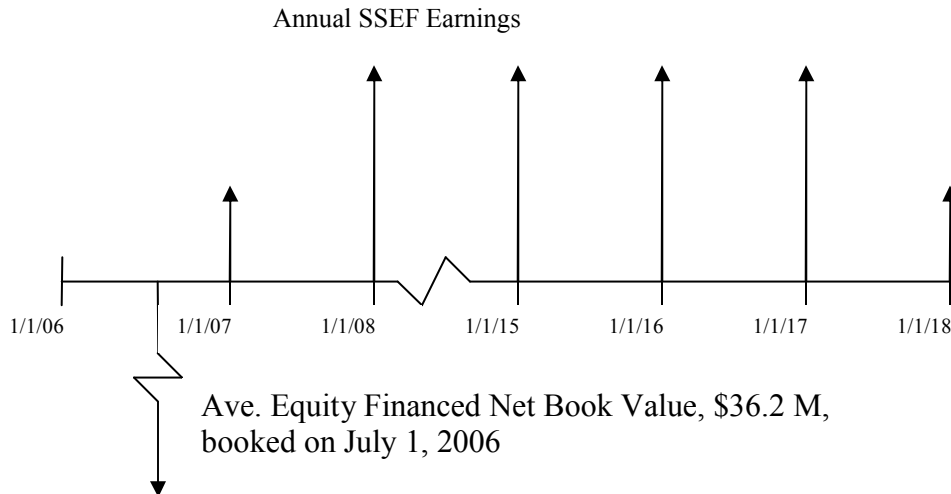 Annual SSEF Earnings
1/1/06 1/1/07 1/1/08 1/1/15 1/1/16 1/1/17 1/1/18
Ave. Equity Financed Net Book Value, $36.2 M,
booked on July 1, 2006